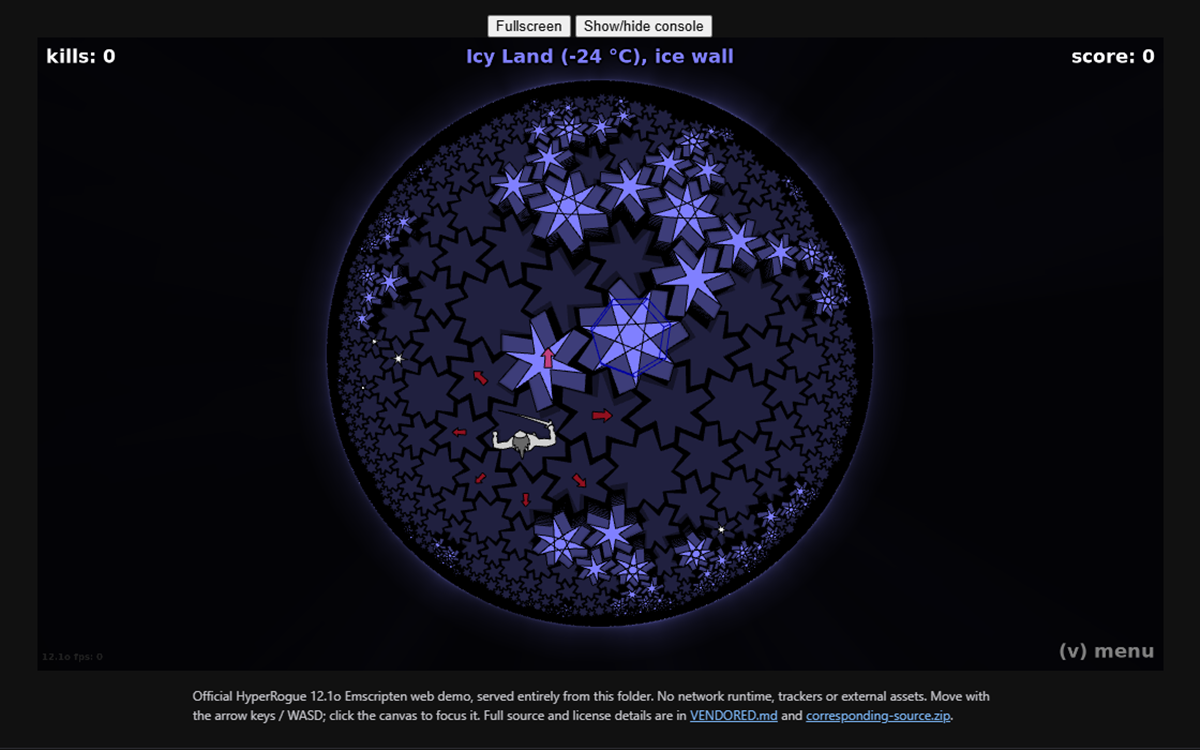 Fullscreen Show/hide console
kills: 0 Icy Land (-24 °C), ice wall score: 0
(v) menu
12.1o fps: 0
Official HyperRogue 12.1o Emscripten web demo, served entirely from this folder. No network runtime, trackers or external assets. Move with
the arrow keys / WASD; click the canvas to focus it. Full source and license details are in VENDORED.md and corresponding-source.zip.